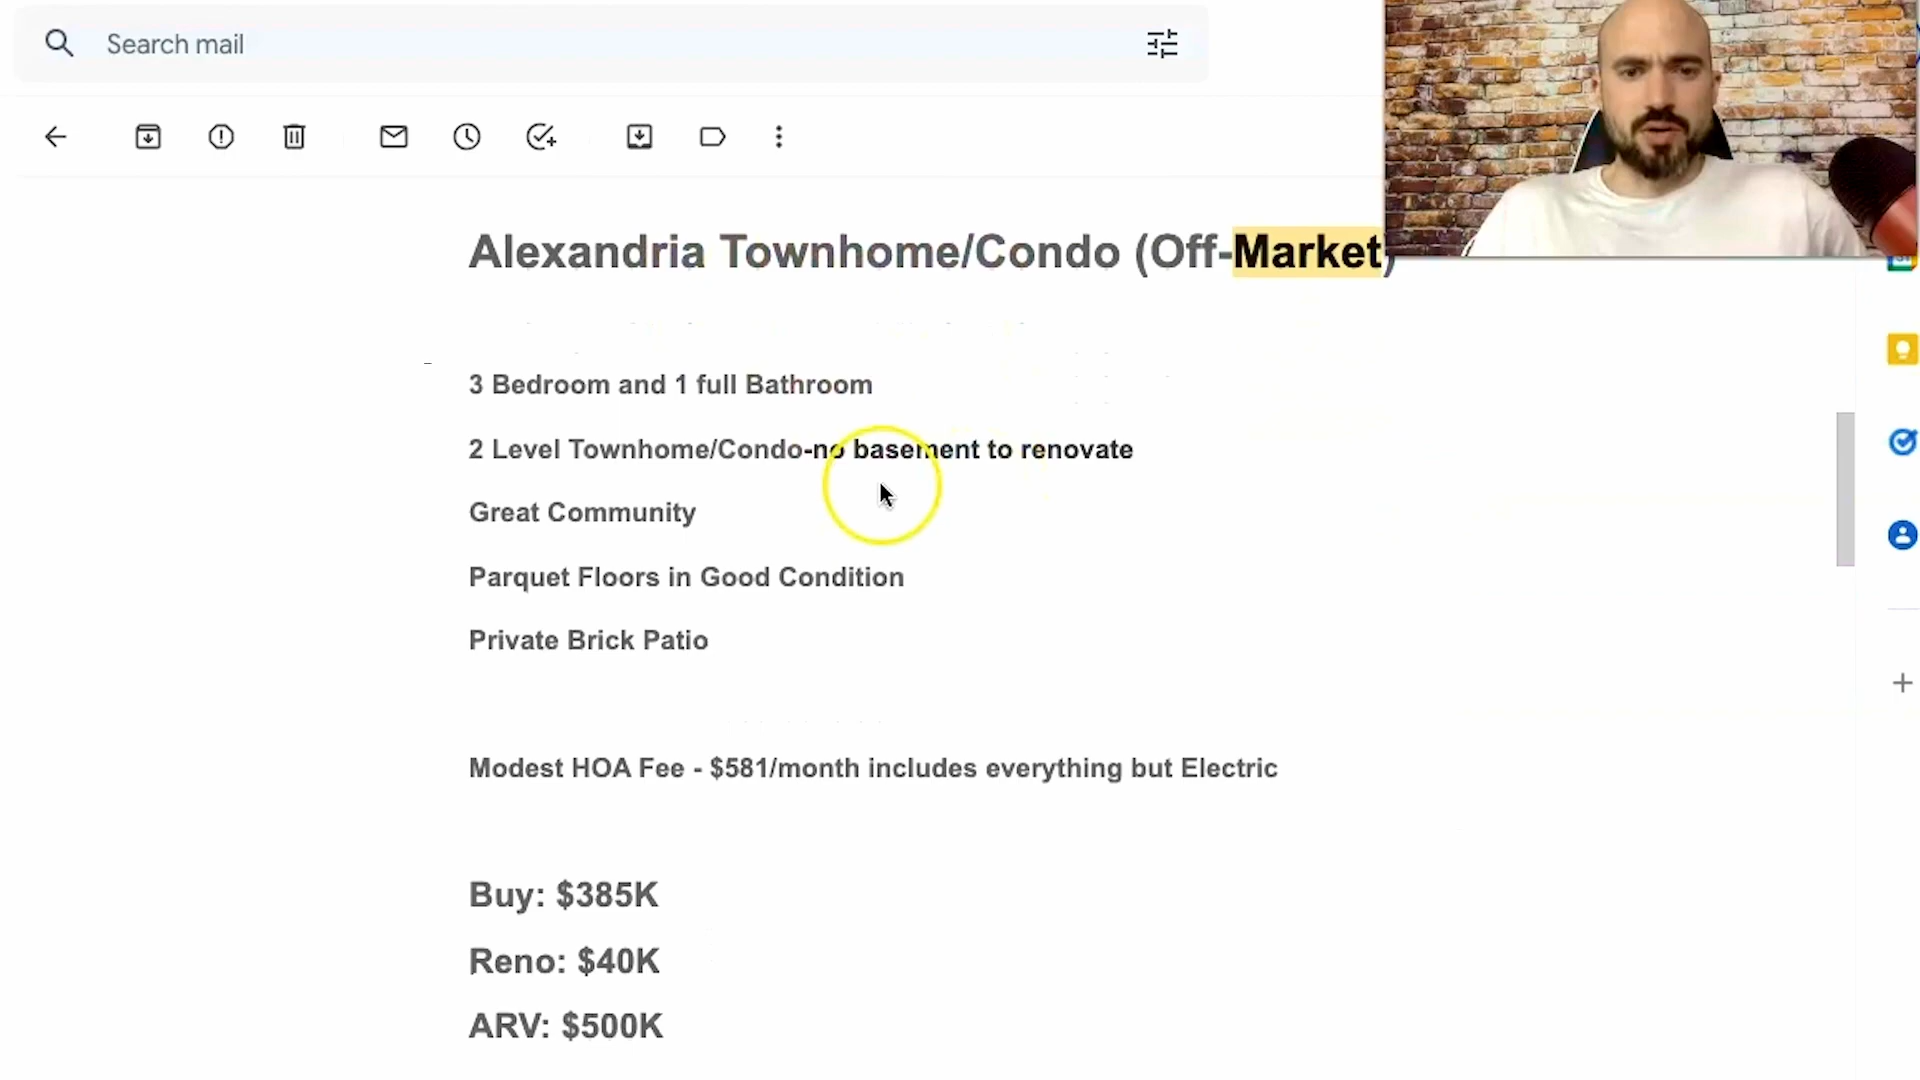 Search mail
Alexandria Townhome/Condo (Off-Market)
3 Bedroom and 1 full Bathroom
2 Level Townhome/Condo-no basement to renovate
Great Community
Parquet Floors in Good Condition
Private Brick Patio
Modest HOA Fee - $581/month includes everything but Electric
Buy: $385K
Reno: $40K
ARV: $500K